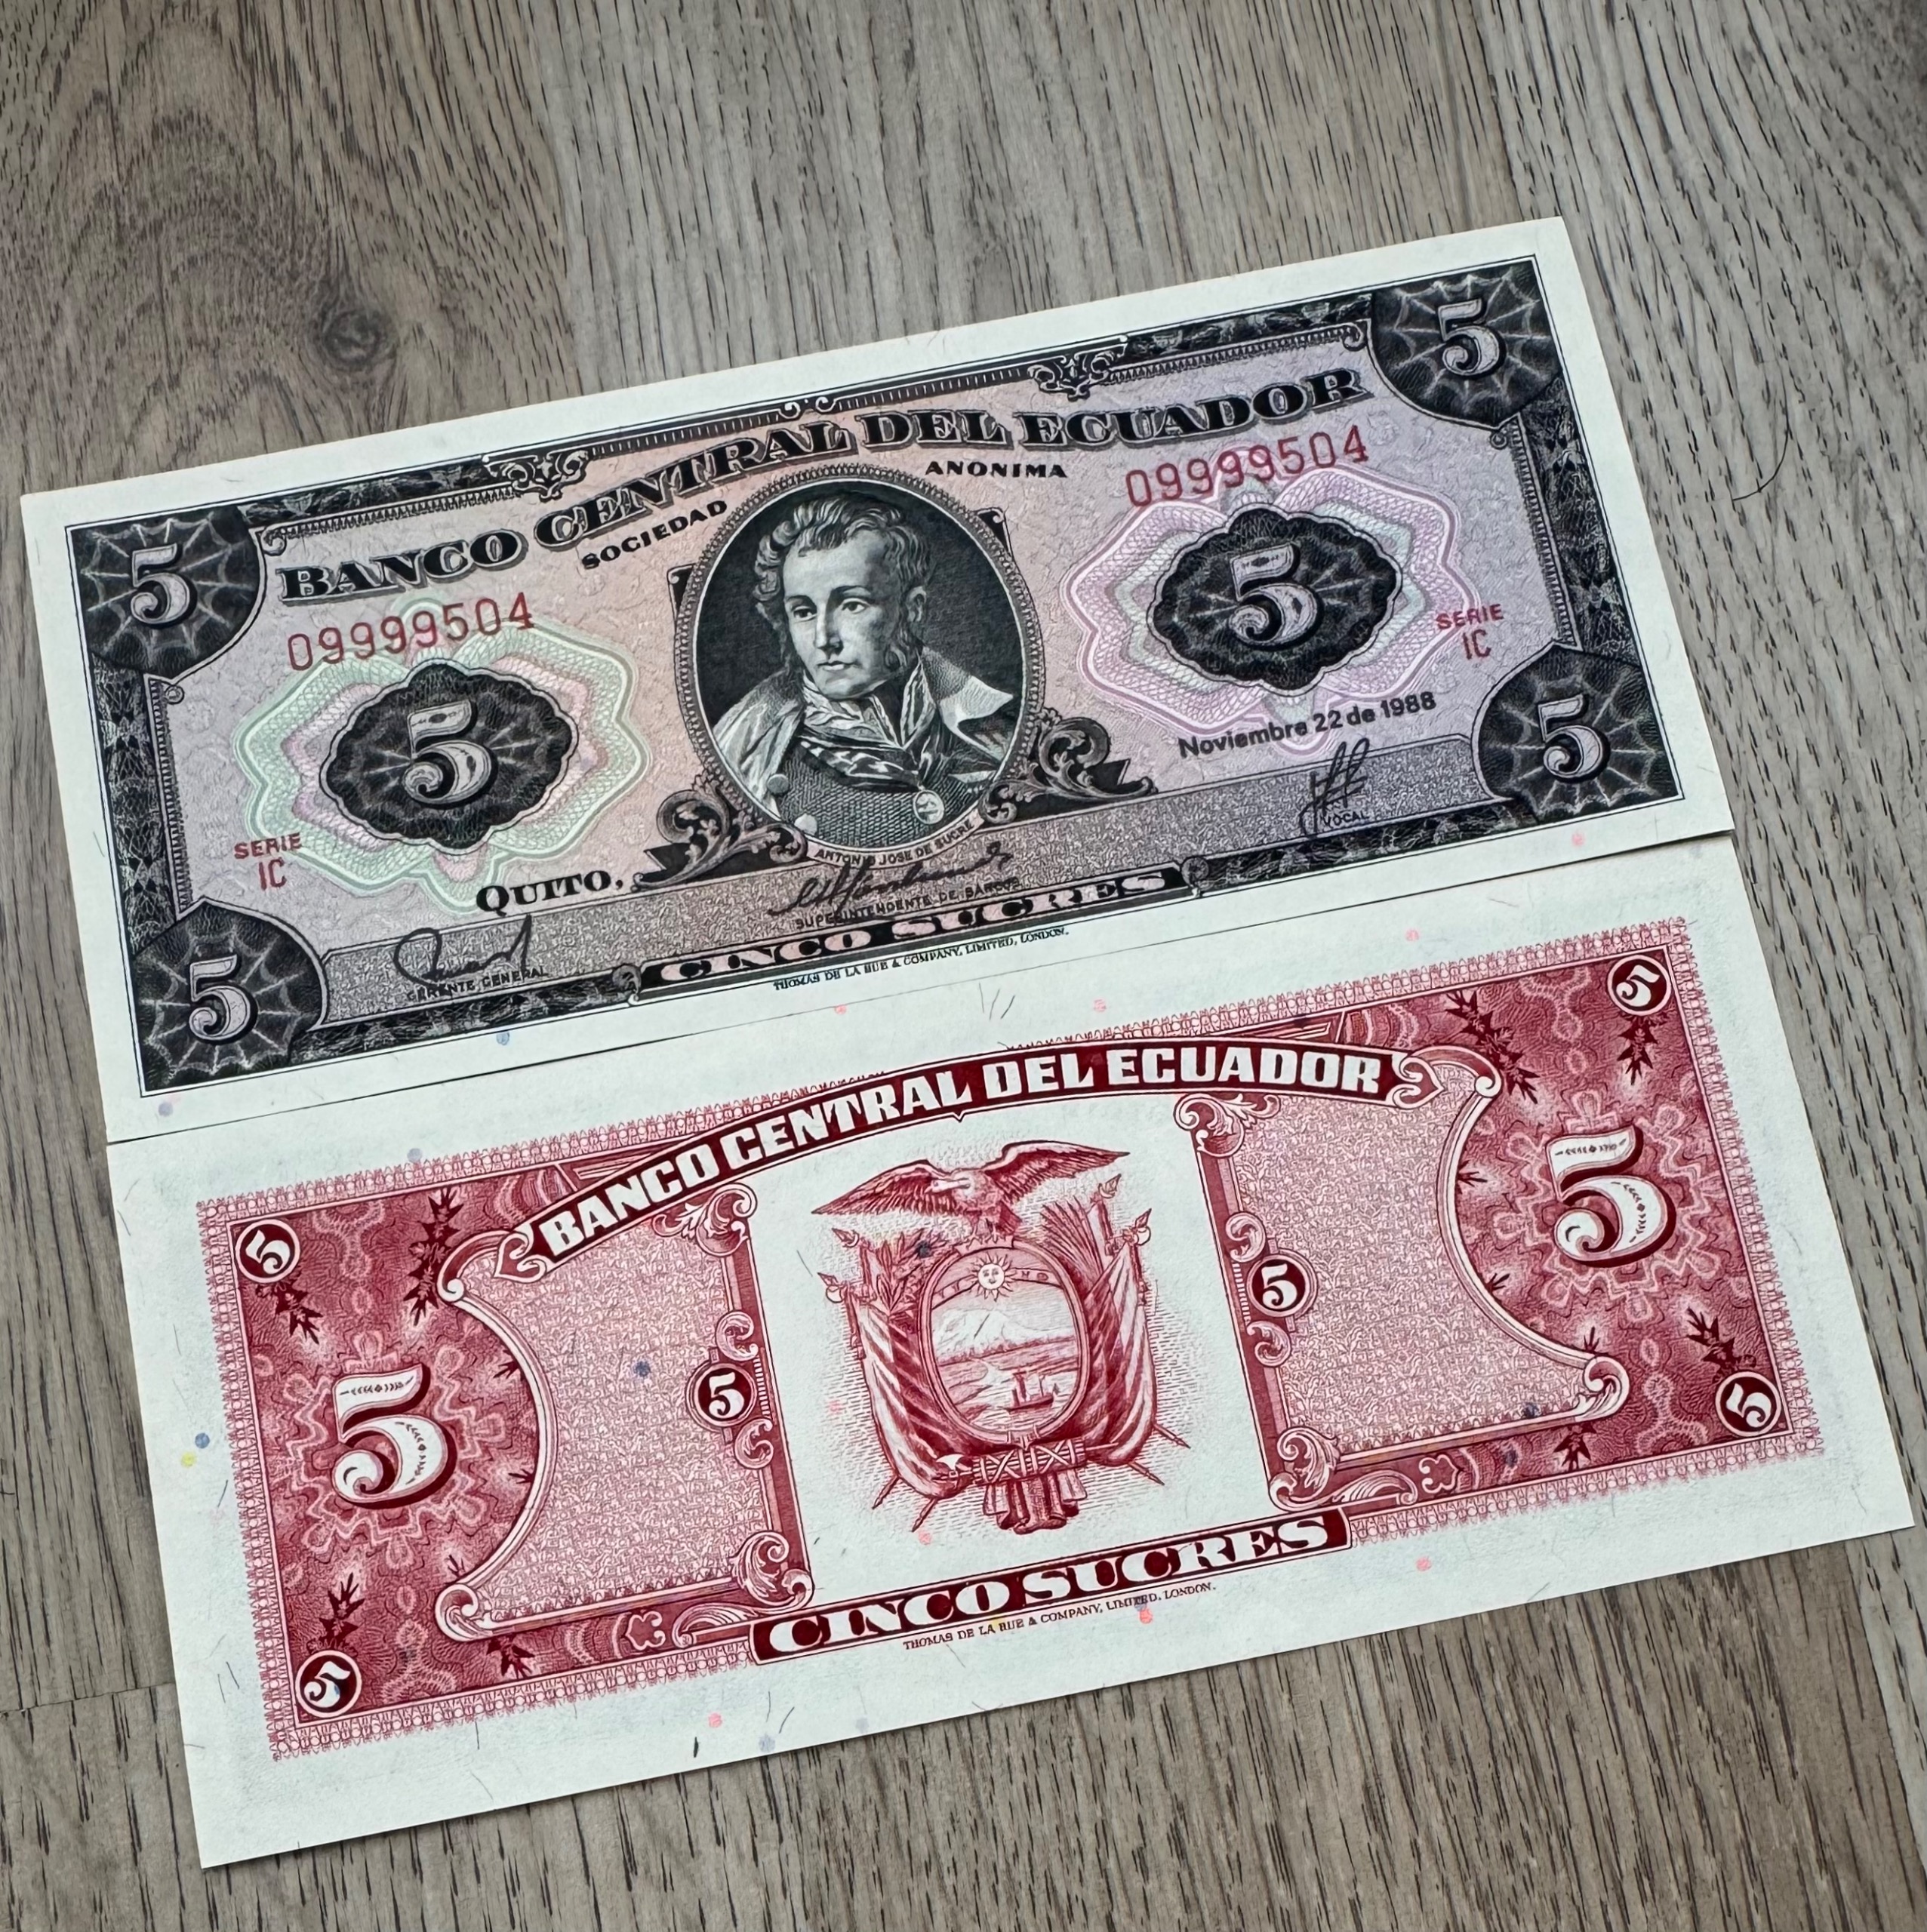 5
5
BANCO CENTRAL DEL ECUADOR
SOCIEDAD ANONIMA
09999504
09999504
5
5
SERIE
IC
SERIE
IC
Noviembre 22 de 1988
QUITO,
ANTONIO JOSE DE SUCRE
VOCAL
SUPERINTENDENTE DE BANCOS
GERENTE GENERAL
5
5
CINCO SUCRES
THOMAS DE LA RUE & COMPANY, LIMITED, LONDON.
5
5
BANCO CENTRAL DEL ECUADOR
5
5
5
5
5
5
CINCO SUCRES
THOMAS DE LA RUE & COMPANY, LIMITED, LONDON.